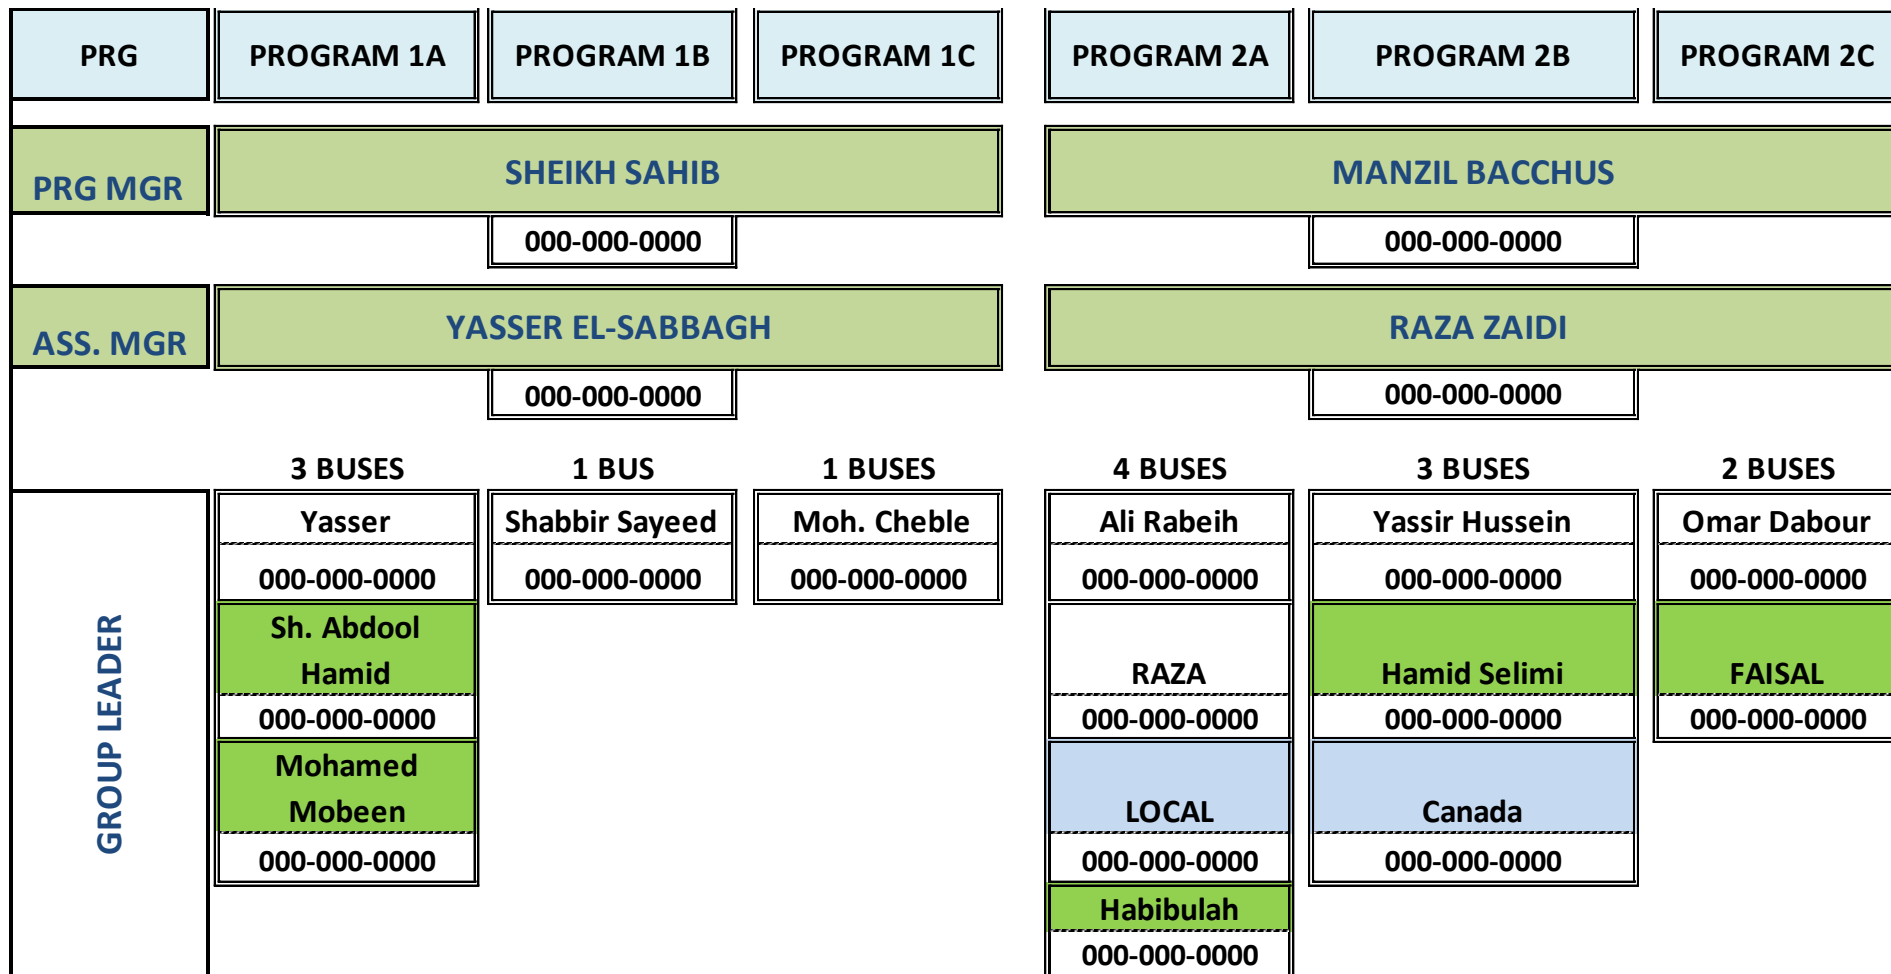 PRG PROGRAM 1A PROGRAM 1B PROGRAM 1C PROGRAM 2A PROGRAM 2B PROGRAM 2C
PRG MGR SHEIKH SAHIB MANZIL BACCHUS
000-000-0000 000-000-0000
ASS. MGR YASSER EL-SABBAGH RAZA ZAIDI
000-000-0000 000-000-0000
3 BUSES 1 BUS 1 BUSES 4 BUSES 3 BUSES 2 BUSES
GROUP LEADER
Yasser Shabbir Sayeed Moh. Cheble Ali Rabeih Yassir Hussein Omar Dabour
000-000-0000 000-000-0000 000-000-0000 000-000-0000 000-000-0000 000-000-0000
Sh. Abdool
Hamid RAZA Hamid Selimi FAISAL
000-000-0000 000-000-0000 000-000-0000 000-000-0000
Mohamed
Mobeen LOCAL Canada
000-000-0000 000-000-0000 000-000-0000
Habibulah
000-000-0000